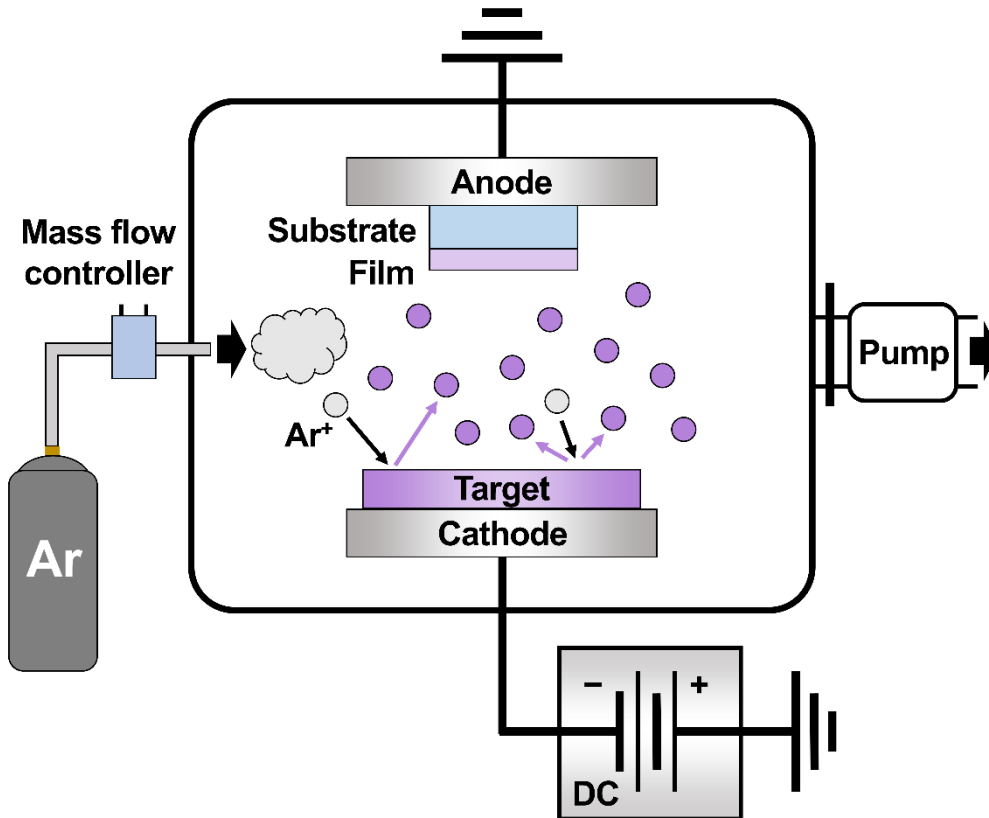 Anode
Substrate
Film
Mass flow
controller
Pump
Ar⁺
Target
Cathode
Ar
− +
DC